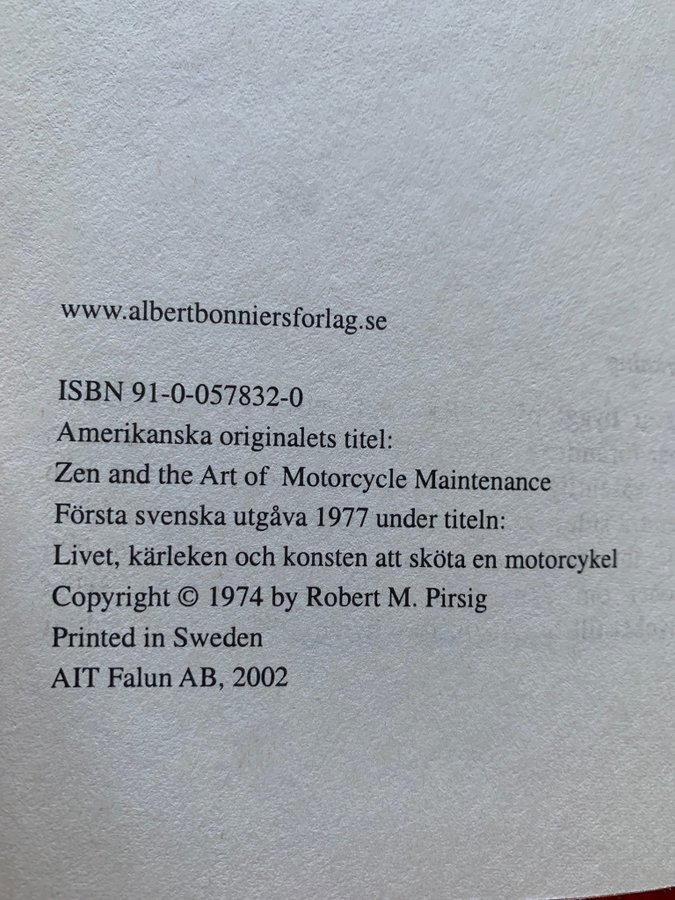 www.albertbonniersforlag.se
ISBN 91-0-057832-0
Amerikanska originalets titel:
Zen and the Art of Motorcycle Maintenance
Första svenska utgåva 1977 under titeln:
Livet, kärleken och konsten att sköta en motorcykel
Copyright © 1974 by Robert M. Pirsig
Printed in Sweden
AIT Falun AB, 2002